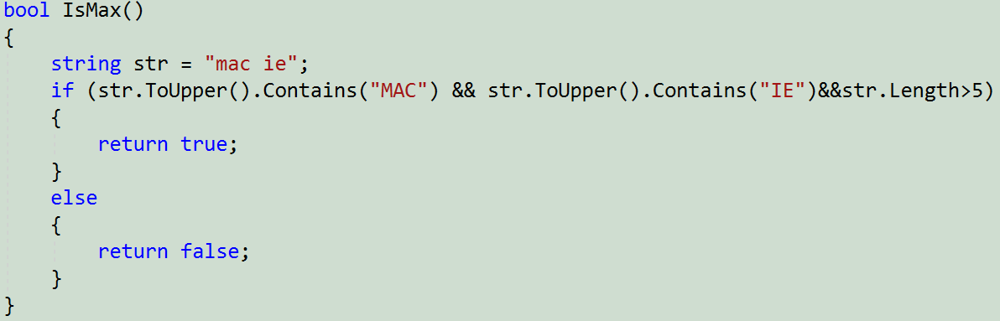 bool IsMax()
{
    string str = "mac ie";
    if (str.ToUpper().Contains("MAC") && str.ToUpper().Contains("IE")&&str.Length>5)
    {
        return true;
    }
    else
    {
        return false;
    }
}